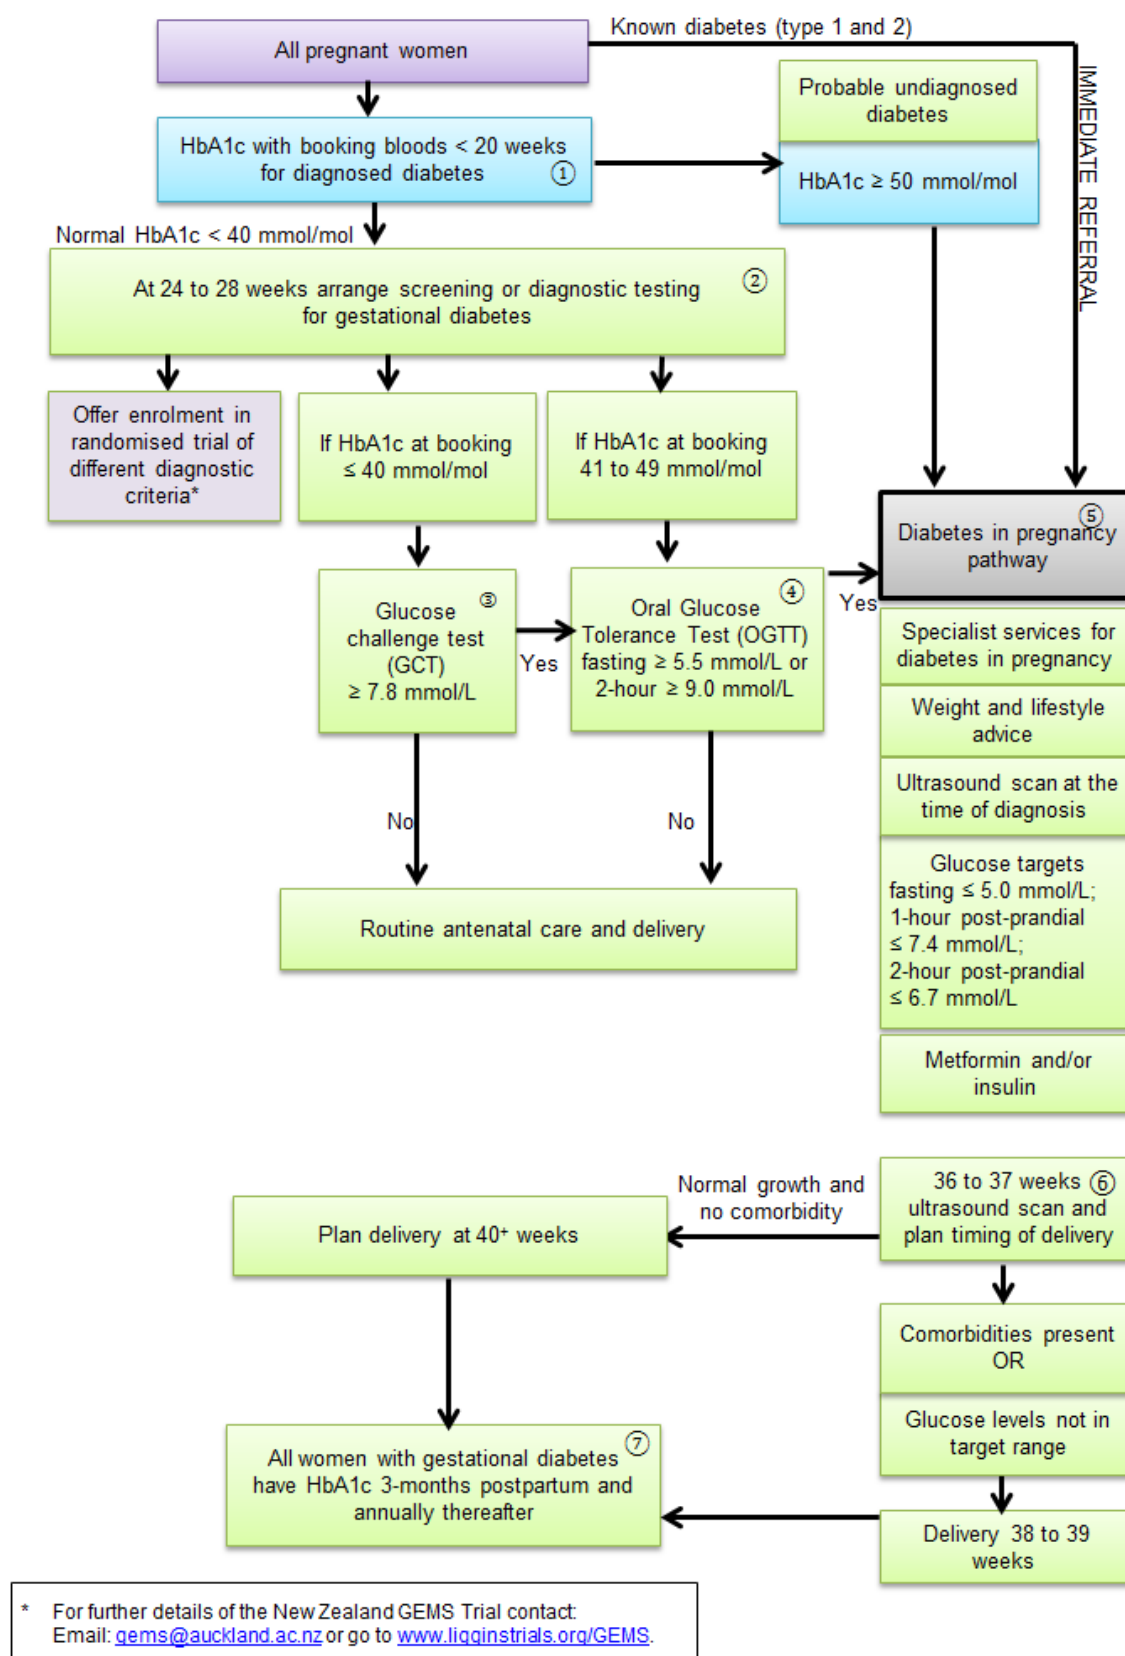 Known diabetes (type 1 and 2)
All pregnant women
IMMEDIATE REFERRAL
Probable undiagnosed
diabetes
HbA1c with booking bloods < 20 weeks
for diagnosed diabetes ①
HbA1c ≥ 50 mmol/mol
Normal HbA1c < 40 mmol/mol
②
At 24 to 28 weeks arrange screening or diagnostic testing
for gestational diabetes
Offer enrolment in
randomised trial of
different diagnostic
criteria*
If HbA1c at booking
≤ 40 mmol/mol
If HbA1c at booking
41 to 49 mmol/mol
⑤
Diabetes in pregnancy
pathway
③
Glucose
challenge test
(GCT)
≥ 7.8 mmol/L
Yes
④
Oral Glucose
Tolerance Test (OGTT)
fasting ≥ 5.5 mmol/L or
2-hour ≥ 9.0 mmol/L
Yes
Specialist services for
diabetes in pregnancy
Weight and lifestyle
advice
Ultrasound scan at the
time of diagnosis
Glucose targets
fasting ≤ 5.0 mmol/L;
1-hour post-prandial
≤ 7.4 mmol/L;
2-hour post-prandial
≤ 6.7 mmol/L
Metformin and/or
insulin
No
No
Routine antenatal care and delivery
36 to 37 weeks ⑥
ultrasound scan and
plan timing of delivery
Normal growth and
no comorbidity
Plan delivery at 40⁺ weeks
Comorbidities present
OR
Glucose levels not in
target range
Delivery 38 to 39
weeks
⑦
All women with gestational diabetes
have HbA1c 3-months postpartum and
annually thereafter
* For further details of the New Zealand GEMS Trial contact:
Email: gems@auckland.ac.nz or go to www.ligginstrials.org/GEMS.